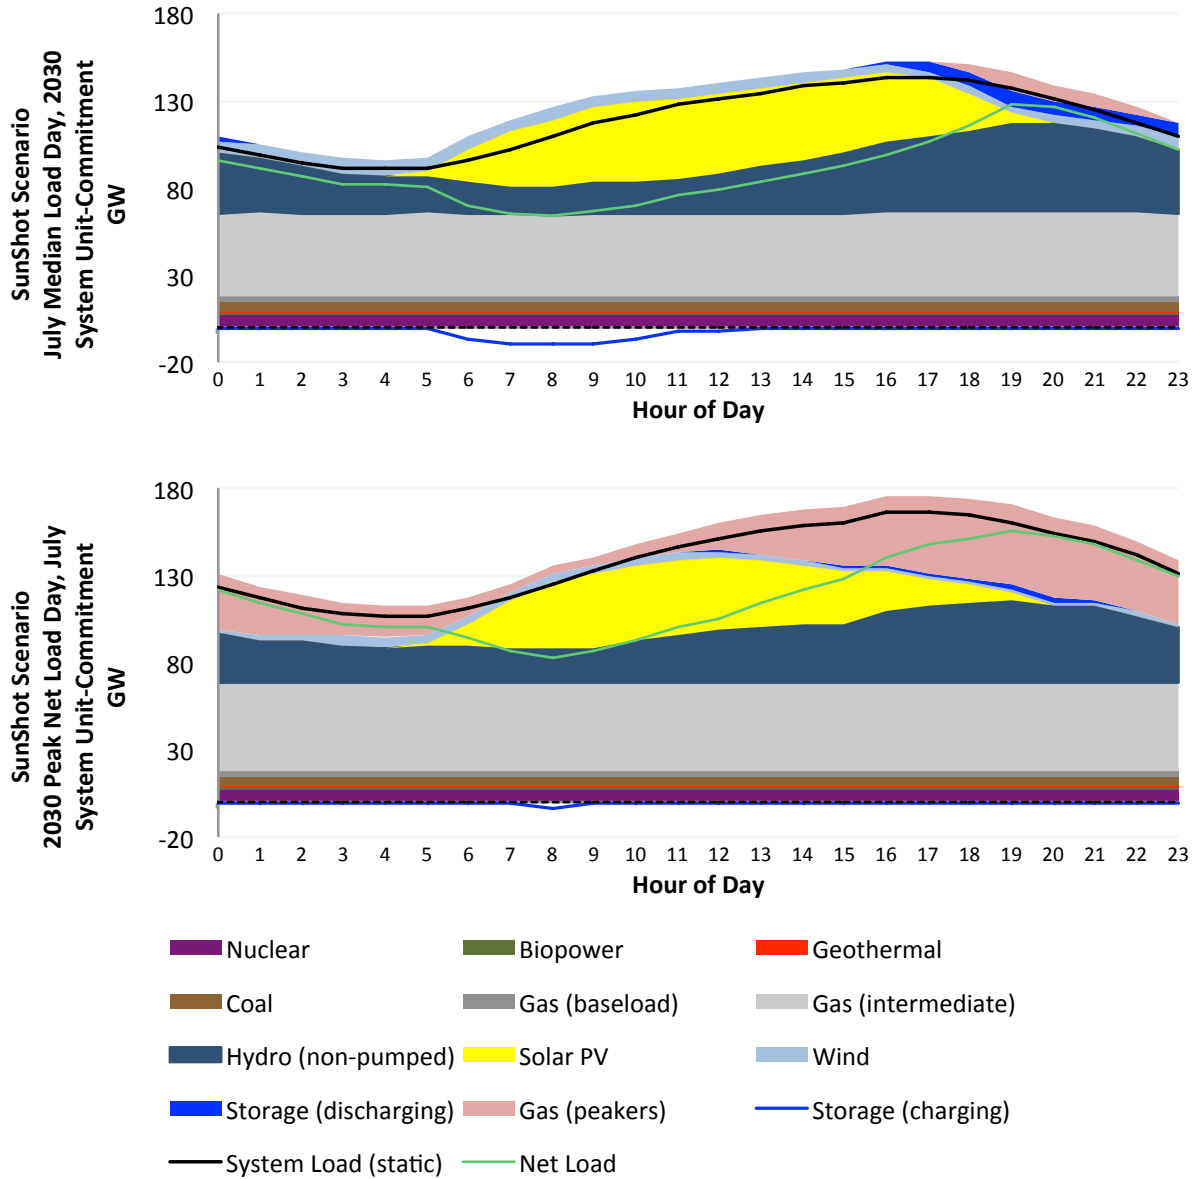 SunShot Scenario
July Median Load Day, 2030
System Unit-Commitment
GW
180
130
80
30
-20
0 1 2 3 4 5 6 7 8 9 10 11 12 13 14 15 16 17 18 19 20 21 22 23
Hour of Day
SunShot Scenario
2030 Peak Net Load Day, July
System Unit-Commitment
GW
180
130
80
30
-20
0 1 2 3 4 5 6 7 8 9 10 11 12 13 14 15 16 17 18 19 20 21 22 23
Hour of Day
Nuclear Biopower Geothermal
Coal Gas (baseload) Gas (intermediate)
Hydro (non-pumped) Solar PV Wind
Storage (discharging) Gas (peakers) Storage (charging)
System Load (static) Net Load